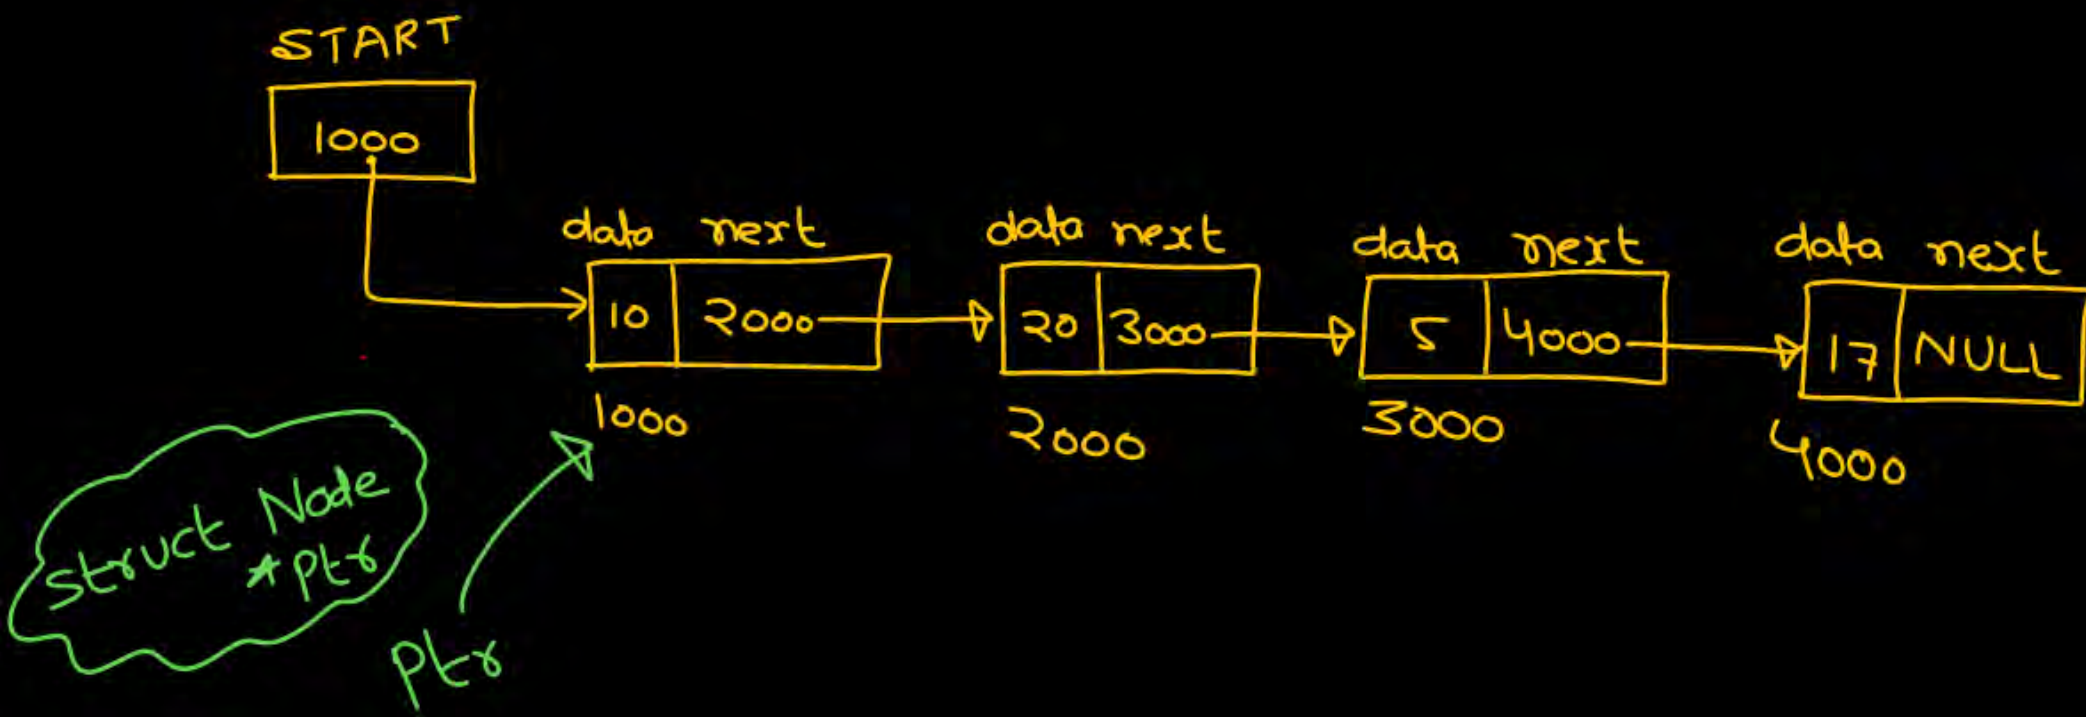 START
1000
data next
10 2000
1000
data next
20 3000
2000
data next
5 4000
3000
data next
17 NULL
4000
struct Node
*ptr
ptr